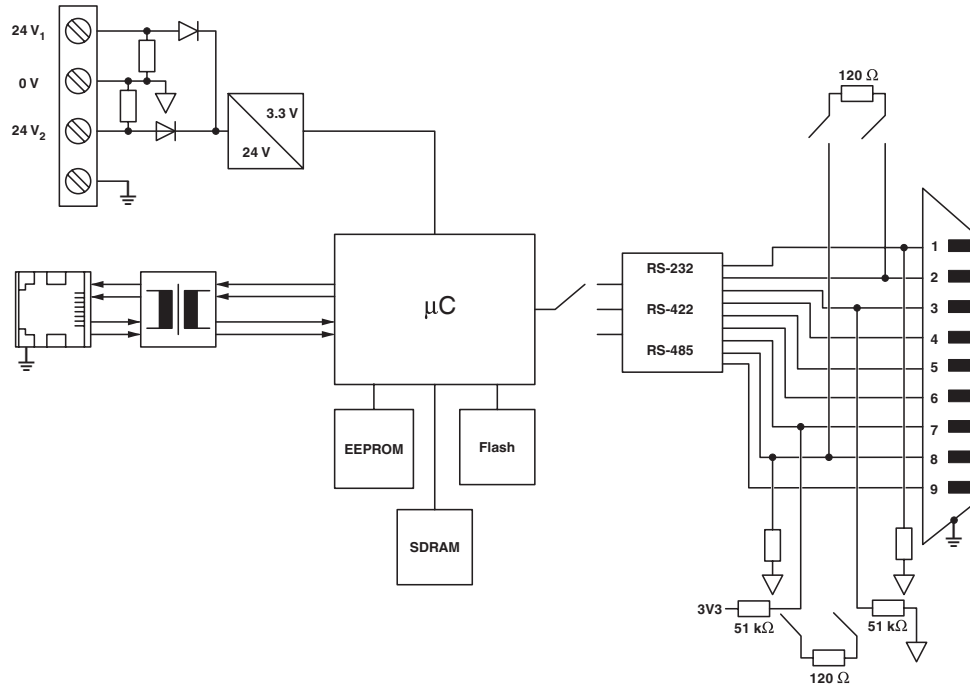 24 V1
0 V
24 V2
3.3 V
24 V
120 Ω
µC
RS-232
RS-422
RS-485
1
2
3
4
5
6
7
8
9
EEPROM
Flash
SDRAM
3V3
51 kΩ
51 kΩ
120 Ω